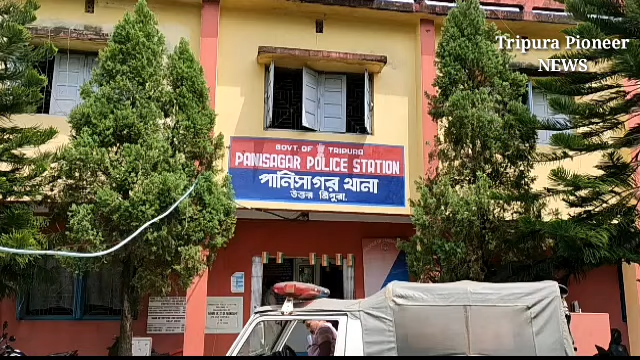 Tripura Pioneer
NEWS
GOVT. OF TRIPURA
PANISAGAR POLICE STATION
পানিসাগর থানা
উত্তর ত্রিপুরা.